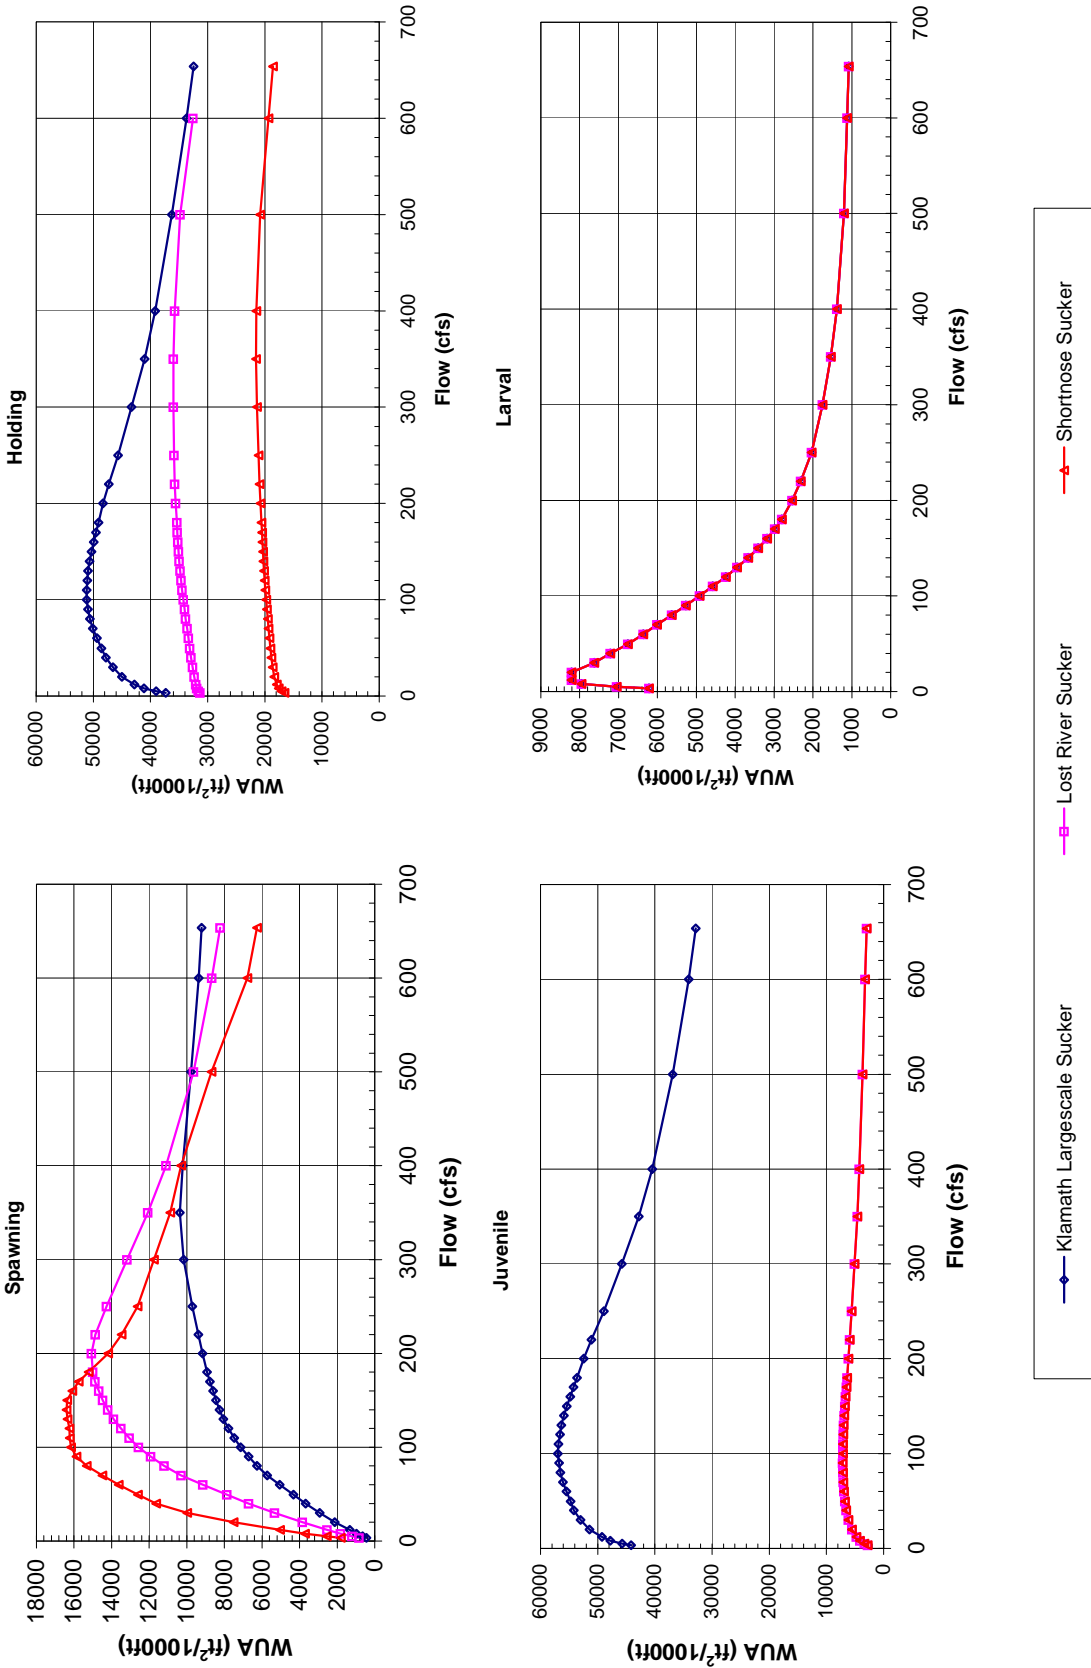 Spawning
WUA (ft²/1000ft)
18000
16000
14000
12000
10000
8000
6000
4000
2000
0
0 100 200 300 400 500 600 700
Flow (cfs)
Holding
WUA (ft²/1000ft)
60000
50000
40000
30000
20000
10000
0
0 100 200 300 400 500 600 700
Flow (cfs)
Juvenile
WUA (ft²/1000ft)
60000
50000
40000
30000
20000
10000
0
0 100 200 300 400 500 600 700
Flow (cfs)
Larval
WUA (ft²/1000ft)
9000
8000
7000
6000
5000
4000
3000
2000
1000
0
0 100 200 300 400 500 600 700
Flow (cfs)
Klamath Largescale Sucker Lost River Sucker Shortnose Sucker